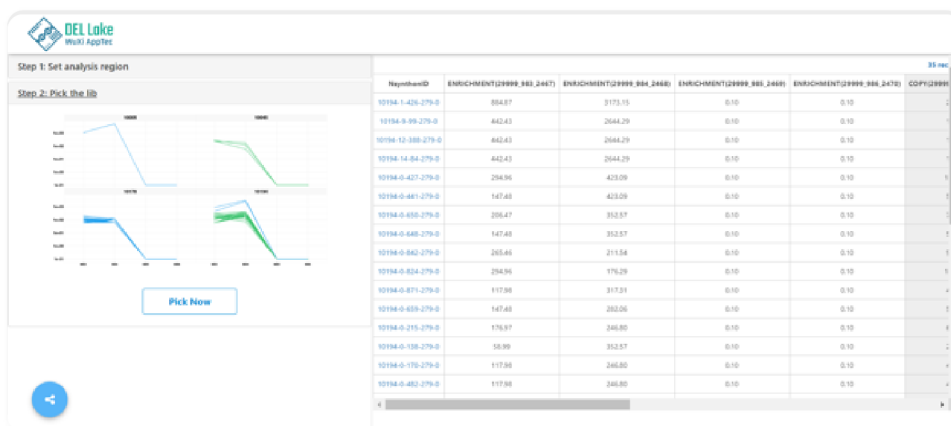 DEL Lake
WuXi AppTec
Step 1: Set analysis region
Step 2: Pick the lib
Pick Now
35 rec
NsynthenID ENRICHMENT(29999_983_2467) ENRICHMENT(29999_984_2468) ENRICHMENT(29999_985_2469) ENRICHMENT(29999_986_2470) COPY(29999
10194-1-426-279-0 884.87 3173.15 0.10 0.10
10194-9-99-279-0 442.43 2644.29 0.10 0.10
10194-12-388-279-0 442.43 2644.29 0.10 0.10
10194-14-84-279-0 442.43 2644.29 0.10 0.10
10194-0-427-279-0 294.96 423.09 0.10 0.10
10194-0-441-279-0 147.48 423.09 0.10 0.10
10194-0-650-279-0 206.47 352.57 0.10 0.10
10194-0-648-279-0 147.48 352.57 0.10 0.10
10194-0-842-279-0 265.46 211.54 0.10 0.10
10194-0-824-279-0 294.96 176.29 0.10 0.10
10194-0-871-279-0 117.98 317.31 0.10 0.10
10194-0-659-279-0 147.48 282.06 0.10 0.10
10194-0-215-279-0 176.97 246.80 0.10 0.10
10194-0-138-279-0 58.99 352.57 0.10 0.10
10194-0-170-279-0 117.98 246.80 0.10 0.10
10194-0-482-279-0 117.98 246.80 0.10 0.10